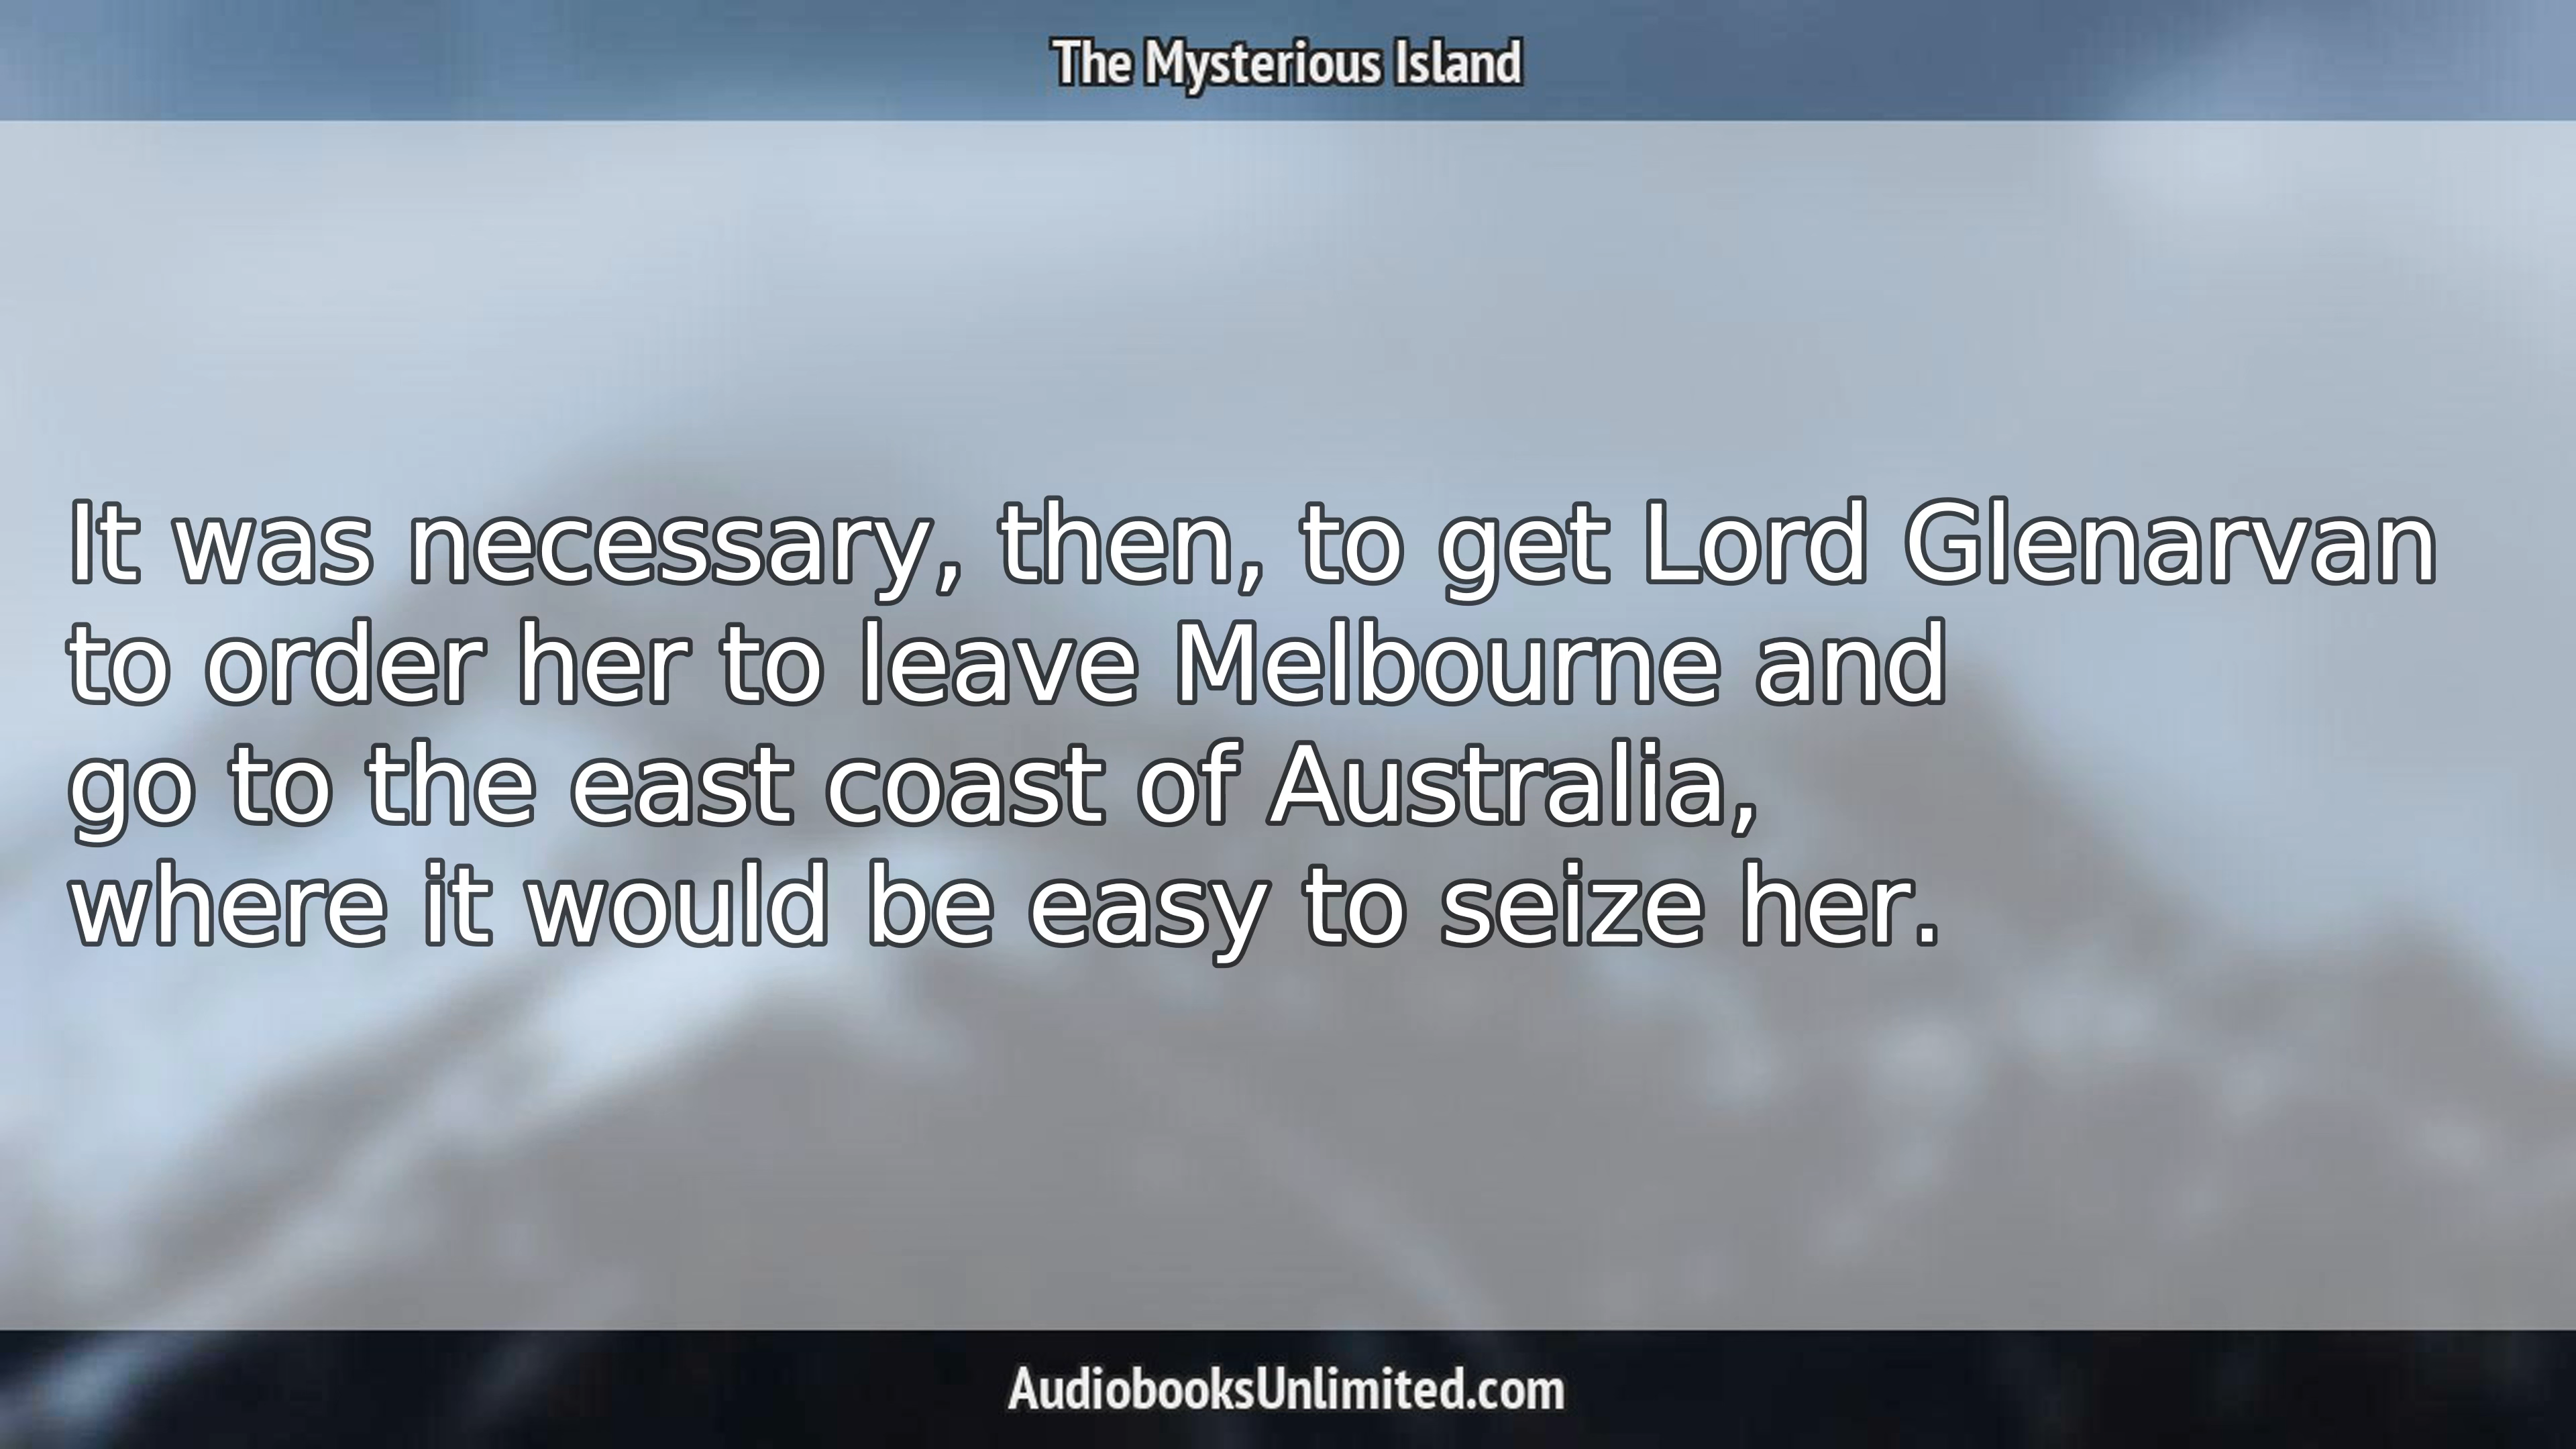 The Mysterious Island
It was necessary, then, to get Lord Glenarvan
to order her to leave Melbourne and
go to the east coast of Australia,
where it would be easy to seize her.
AudiobooksUnlimited.com